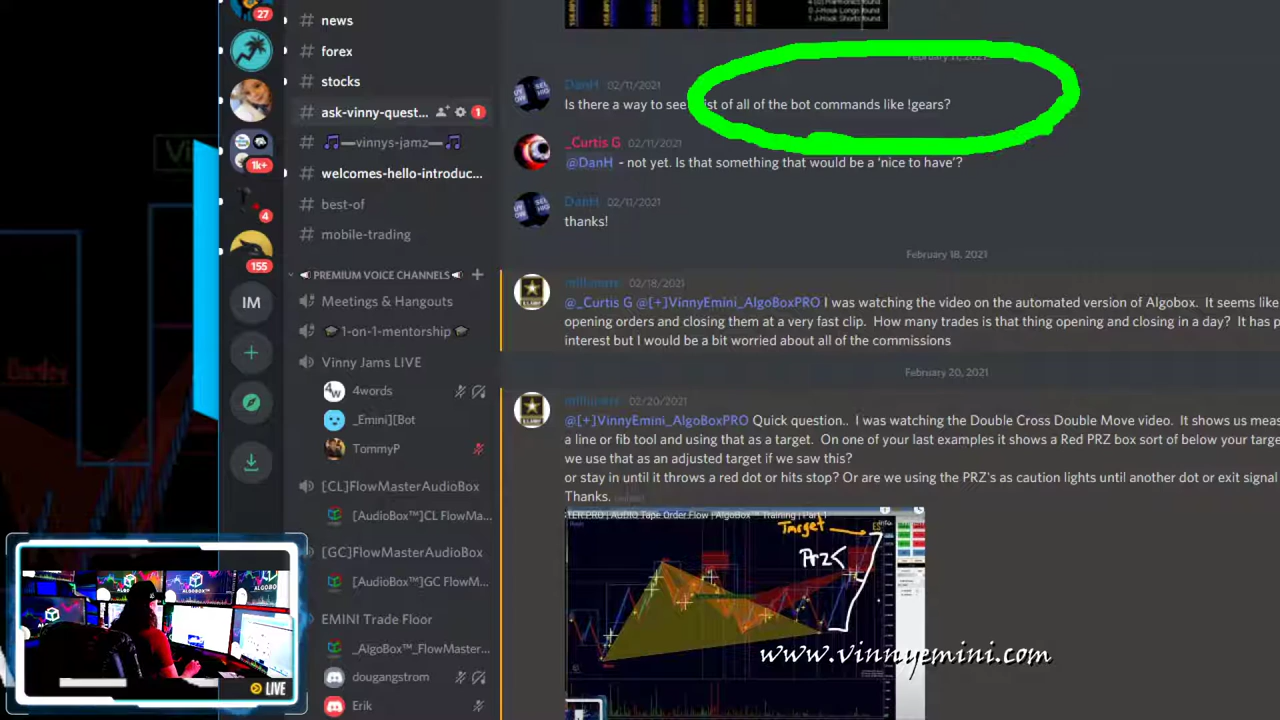 27
news
forex
stocks
ask-vinny-quest... 1
🎵—vinnys-jamz—🎵
1k+
welcomes-hello-introduc...
4
best-of
mobile-trading
155
PREMIUM VOICE CHANNELS
IM
Meetings & Hangouts
1-on-1-mentorship
Vinny Jams LIVE
4words
_Emini][Bot
TommyP
[CL]FlowMasterAudioBox
[AudioBox™]CL FlowMa...
[GC]FlowMasterAudioBox
[AudioBox™]GC FlowM...
EMINI Trade Floor
_AlgoBox™_FlowMaster...
dougangstrom
Erik
February 11, 2021
DanH 02/11/2021
Is there a way to see list of all of the bot commands like !gears?
_Curtis G 02/11/2021
@DanH - not yet. Is that something that would be a 'nice to have'?
DanH 02/11/2021
thanks!
February 18, 2021
02/18/2021
@_Curtis G @[+]VinnyEmini_AlgoBoxPRO I was watching the video on the automated version of Algobox. It seems like
opening orders and closing them at a very fast clip. How many trades is that thing opening and closing in a day? It has p
interest but I would be a bit worried about all of the commissions
February 20, 2021
02/20/2021
@[+]VinnyEmini_AlgoBoxPRO Quick question.. I was watching the Double Cross Double Move video. It shows us meas
a line or fib tool and using that as a target. On one of your last examples it shows a Red PRZ box sort of below your targe
we use that as an adjusted target if we saw this?
or stay in until it throws a red dot or hits stop? Or are we using the PRZ's as caution lights until another dot or exit signal
Thanks.
TER.PRO | AUDIO Tape Order Flow | AlgoBox™ Training | Part 1
Target
PRZ
www.vinnyemini.com
ALGOBOX
LIVE